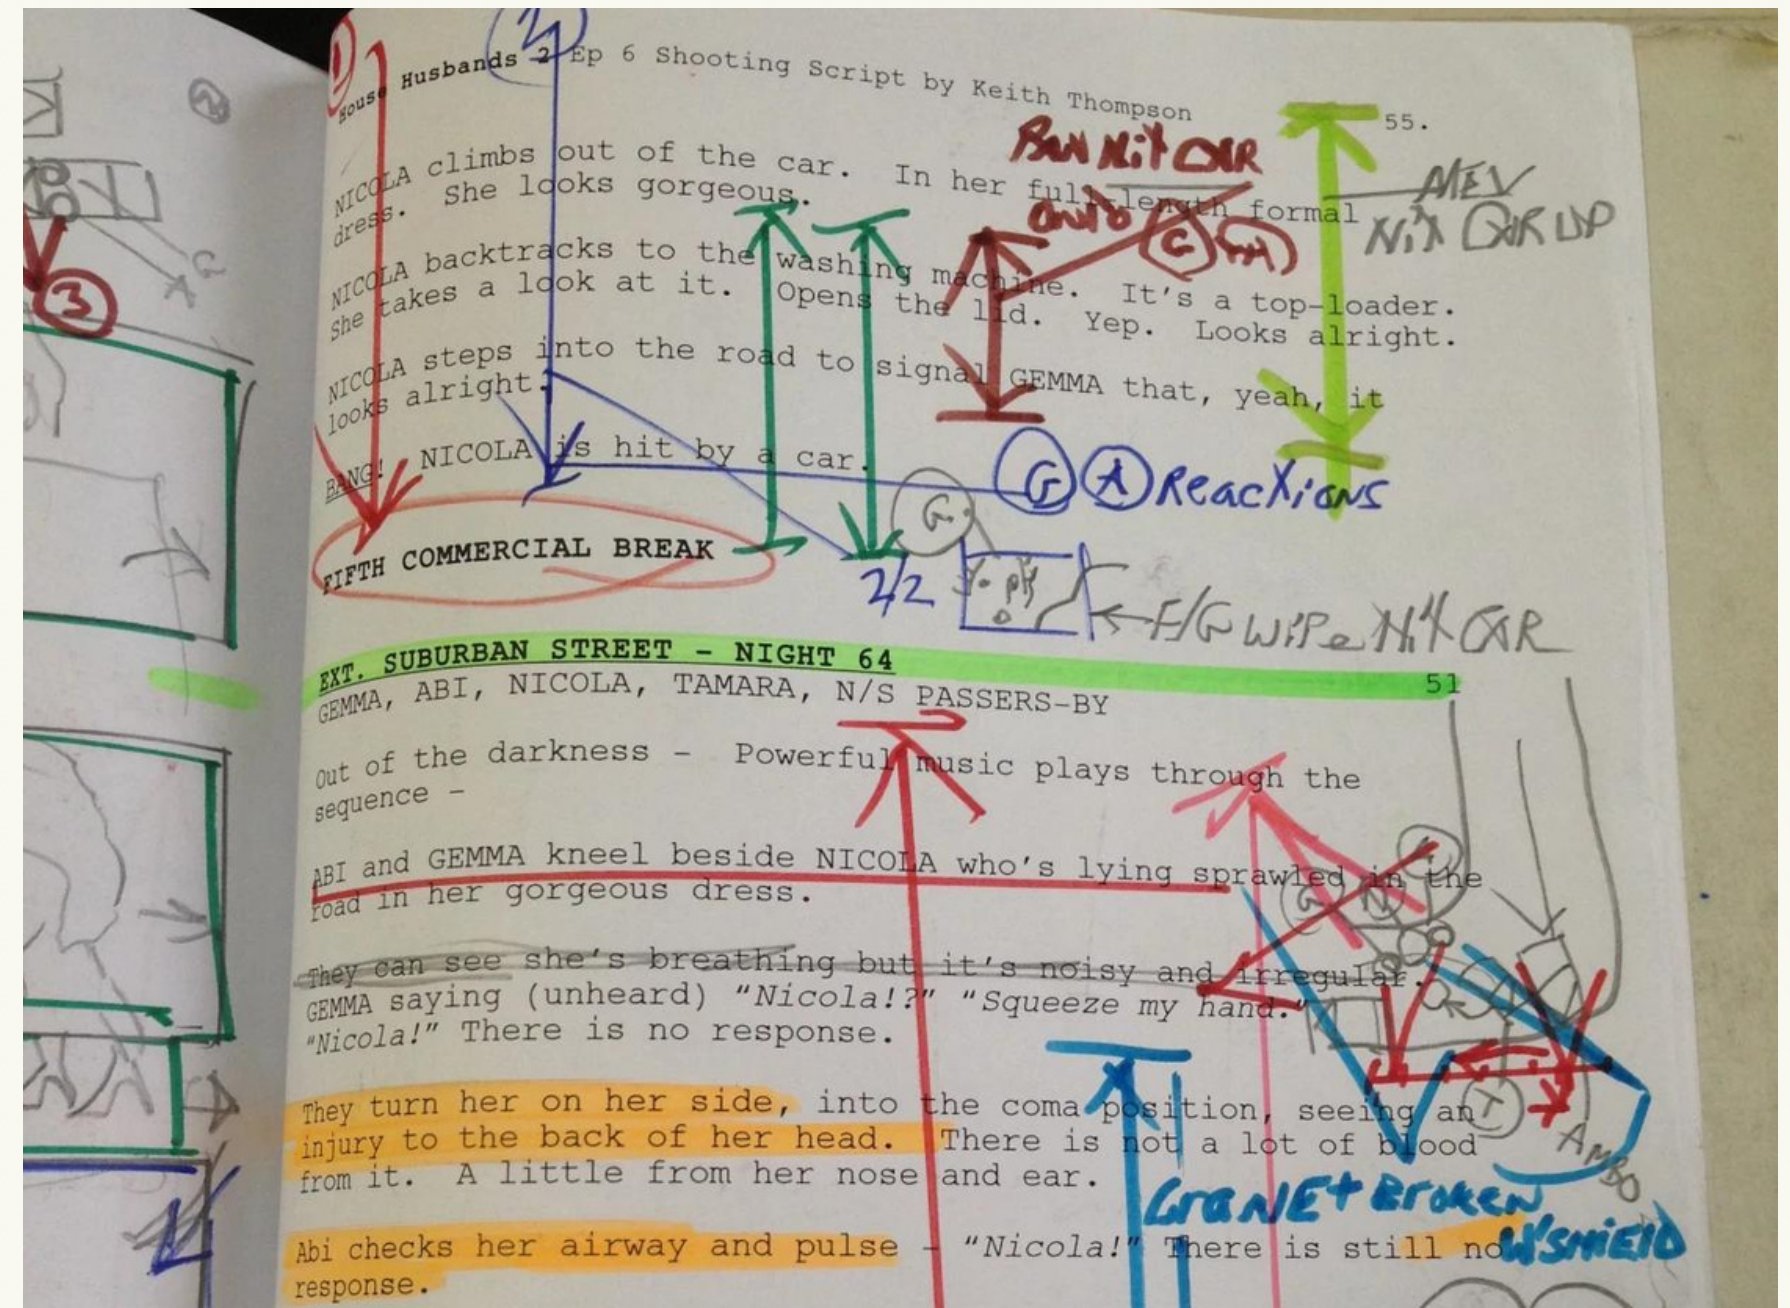 House Husbands 2 Ep 6 Shooting Script by Keith Thompson
55.
NICOLA climbs out of the car. In her full-length formal
dress. She looks gorgeous.
NICOLA backtracks to the washing machine. It's a top-loader.
She takes a look at it. Opens the lid. Yep. Looks alright.
NICOLA steps into the road to signal GEMMA that, yeah, it
looks alright.
BANG! NICOLA is hit by a car.
G A Reactions
FIFTH COMMERCIAL BREAK
G
2/2
F/G WIPe Nit CAR
EXT. SUBURBAN STREET - NIGHT 64
51
GEMMA, ABI, NICOLA, TAMARA, N/S PASSERS-BY
Out of the darkness - Powerful music plays through the
sequence -
ABI and GEMMA kneel beside NICOLA who's lying sprawled in the
road in her gorgeous dress.
They can see she's breathing but it's noisy and irregular.
GEMMA saying (unheard) "Nicola!?" "Squeeze my hand."
"Nicola!" There is no response.
They turn her on her side, into the coma position, seeing an
injury to the back of her head. There is not a lot of blood
from it. A little from her nose and ear.
T
AMBO
CRANE + Broken
W'SHIELD
Abi checks her airway and pulse - "Nicola!" There is still no
response.
3
G